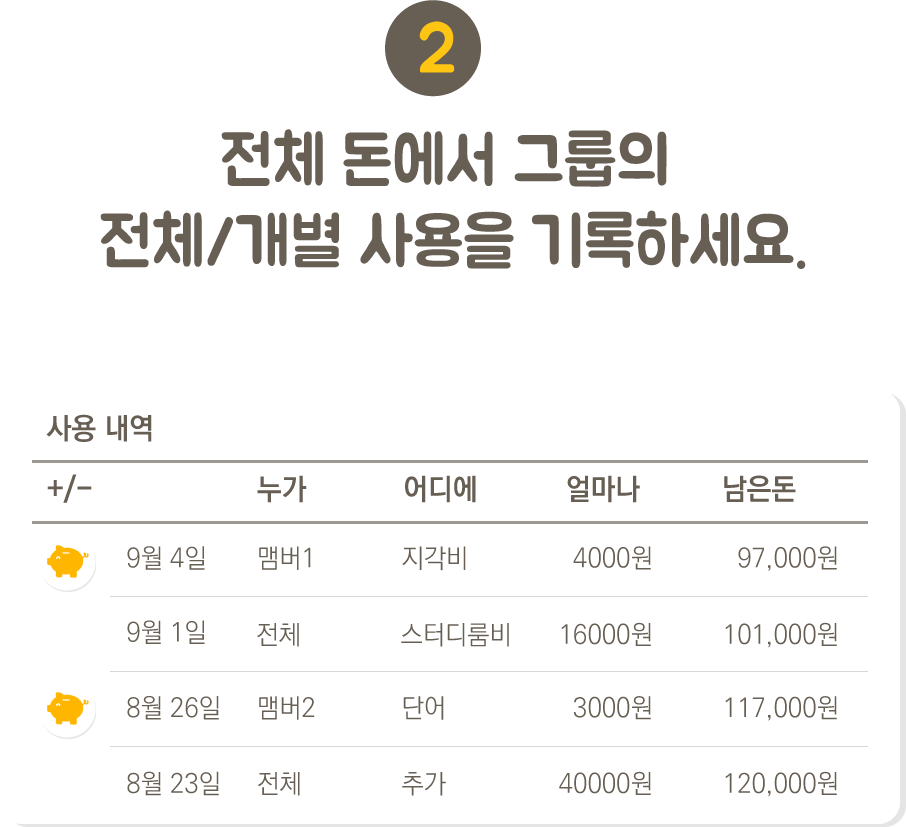 2
전체 돈에서 그룹의
전체/개별 사용을 기록하세요.
사용 내역
+/- 누가 어디에 얼마나 남은돈
9월 4일 맴버1 지각비 4000원 97,000원
9월 1일 전체 스터디룸비 16000원 101,000원
8월 26일 맴버2 단어 3000원 117,000원
8월 23일 전체 추가 40000원 120,000원